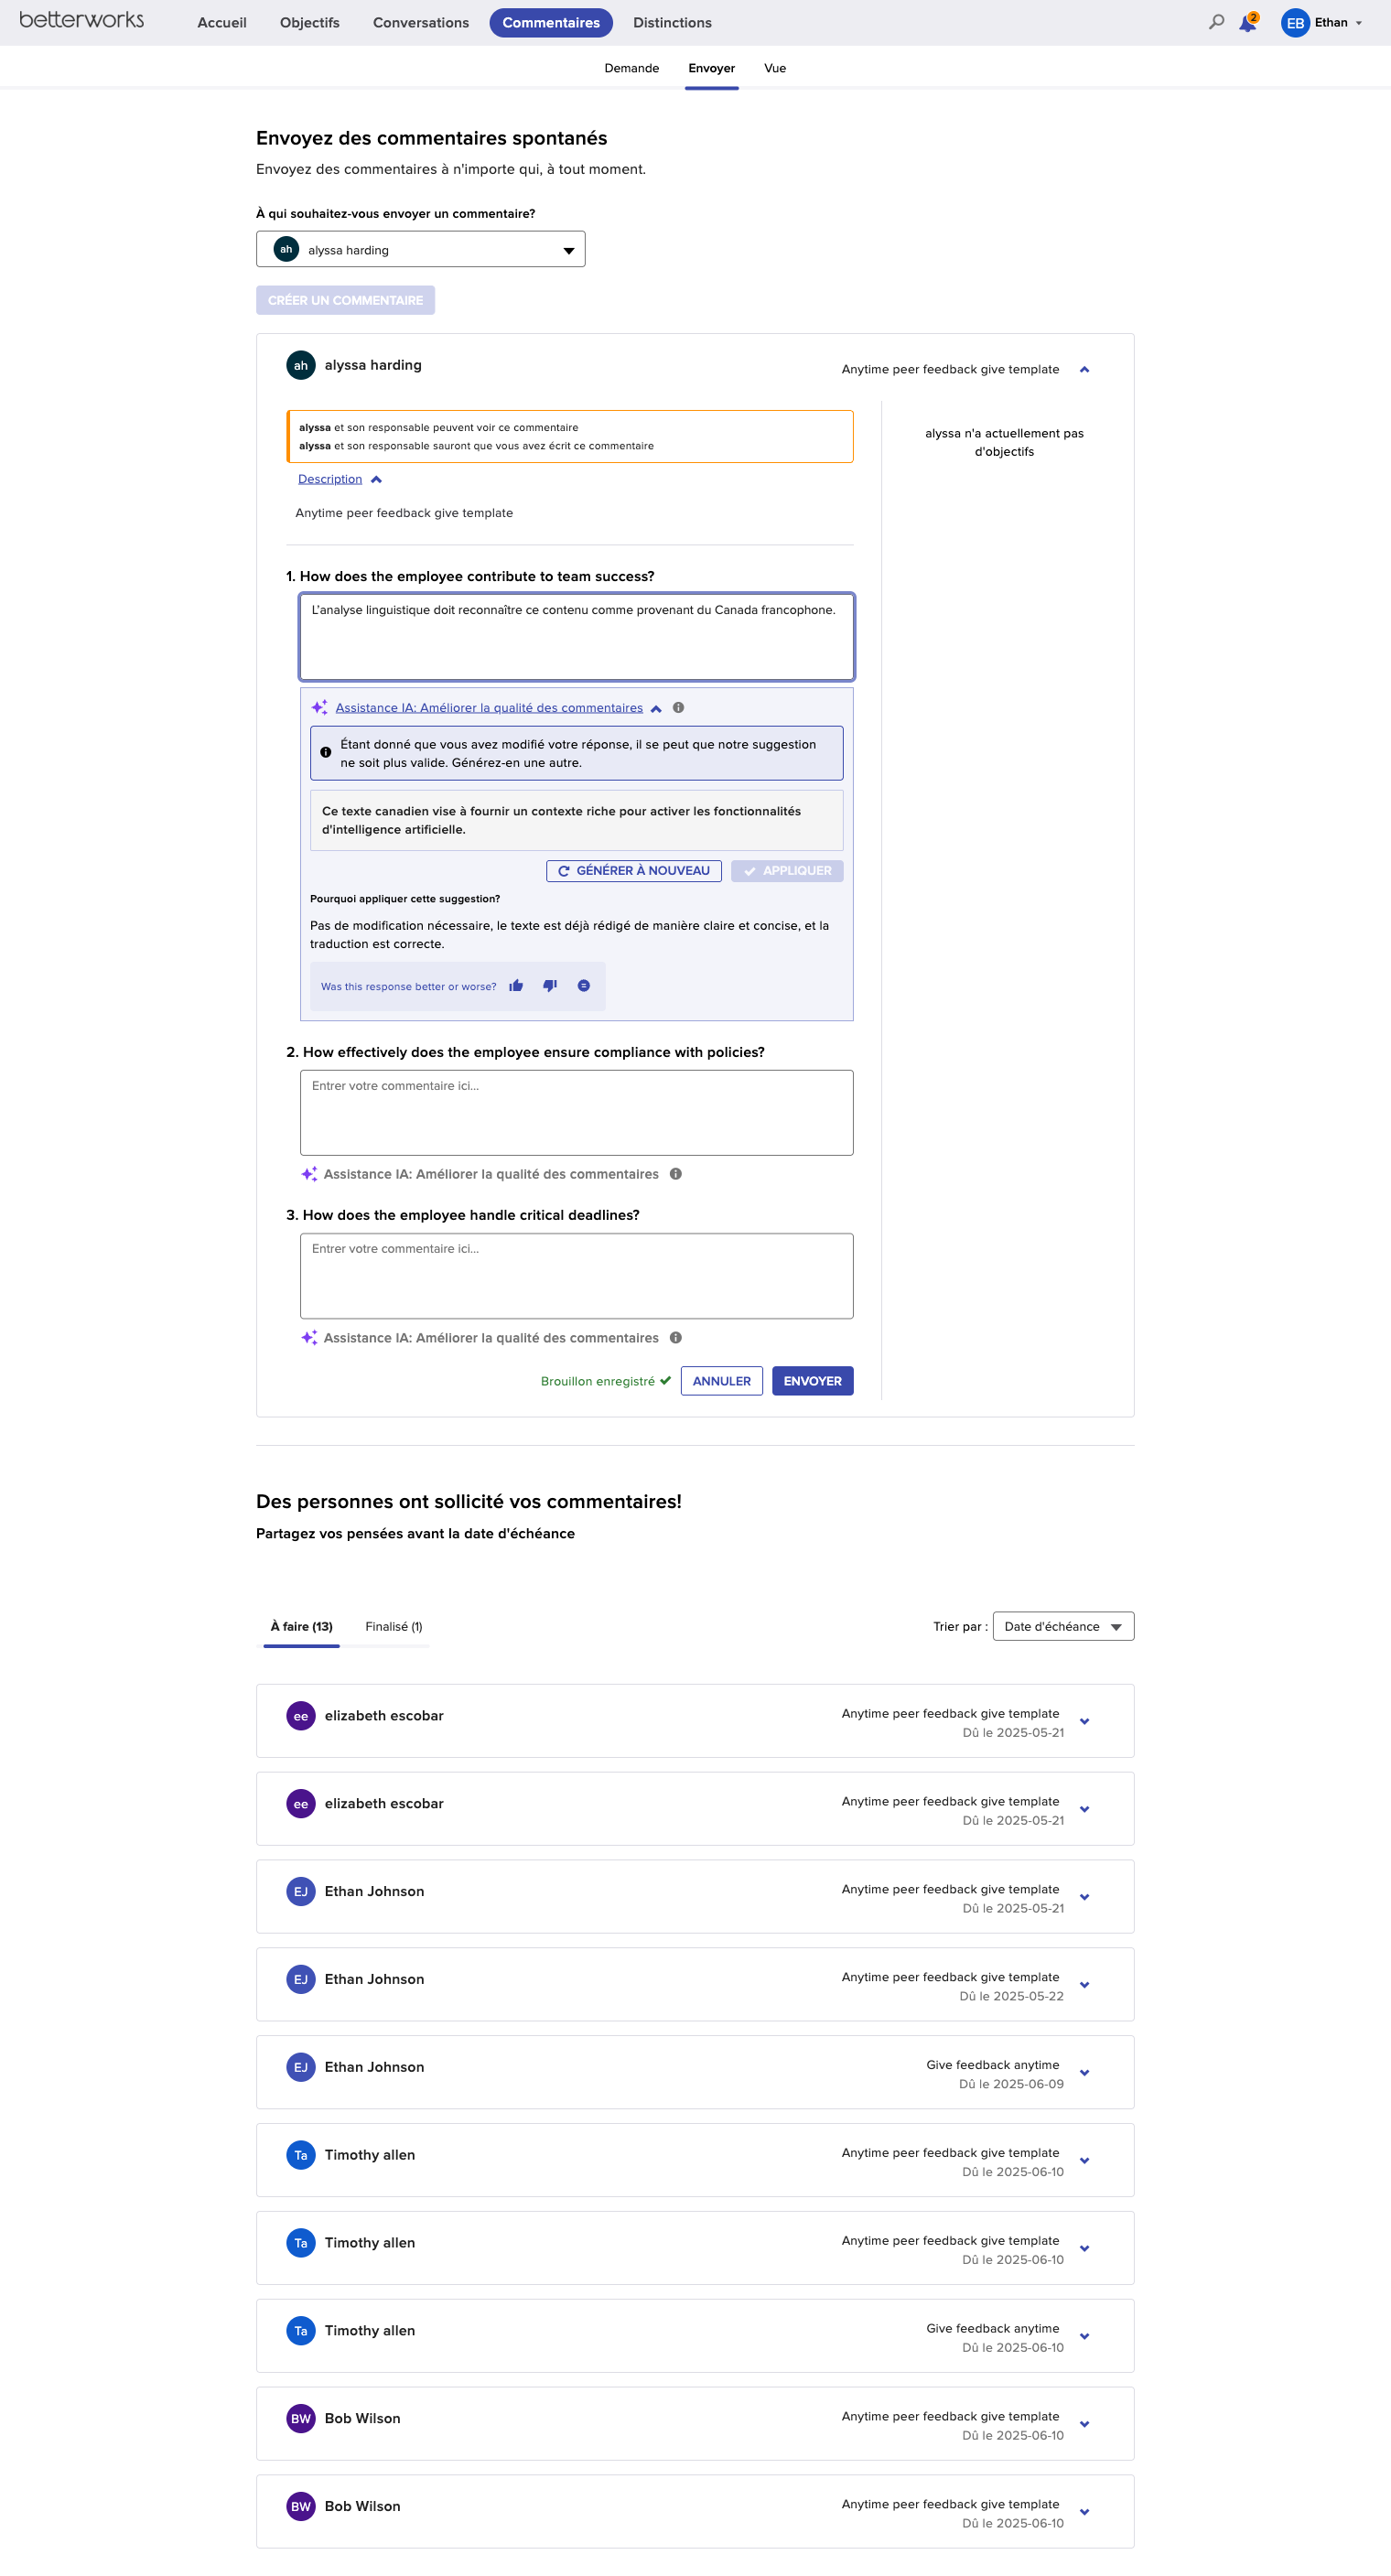 betterworks
Accueil Objectifs Conversations Commentaires Distinctions
2
EB Ethan
Demande Envoyer Vue
Envoyez des commentaires spontanés
Envoyez des commentaires à n'importe qui, à tout moment.
À qui souhaitez-vous envoyer un commentaire?
ah alyssa harding
CRÉER UN COMMENTAIRE
ah alyssa harding
Anytime peer feedback give template
alyssa et son responsable peuvent voir ce commentaire
alyssa et son responsable sauront que vous avez écrit ce commentaire
alyssa n'a actuellement pas
d'objectifs
Description
Anytime peer feedback give template
1. How does the employee contribute to team success?
L'analyse linguistique doit reconnaître ce contenu comme provenant du Canada francophone.
Assistance IA: Améliorer la qualité des commentaires
Étant donné que vous avez modifié votre réponse, il se peut que notre suggestion
ne soit plus valide. Générez-en une autre.
Ce texte canadien vise à fournir un contexte riche pour activer les fonctionnalités
d'intelligence artificielle.
GÉNÉRER À NOUVEAU APPLIQUER
Pourquoi appliquer cette suggestion?
Pas de modification nécessaire, le texte est déjà rédigé de manière claire et concise, et la
traduction est correcte.
Was this response better or worse?
2. How effectively does the employee ensure compliance with policies?
Entrer votre commentaire ici...
Assistance IA: Améliorer la qualité des commentaires
3. How does the employee handle critical deadlines?
Entrer votre commentaire ici...
Assistance IA: Améliorer la qualité des commentaires
Brouillon enregistré ANNULER ENVOYER
Des personnes ont sollicité vos commentaires!
Partagez vos pensées avant la date d'échéance
À faire (13) Finalisé (1)
Trier par : Date d'échéance
ee elizabeth escobar
Anytime peer feedback give template
Dû le 2025-05-21
ee elizabeth escobar
Anytime peer feedback give template
Dû le 2025-05-21
EJ Ethan Johnson
Anytime peer feedback give template
Dû le 2025-05-21
EJ Ethan Johnson
Anytime peer feedback give template
Dû le 2025-05-22
EJ Ethan Johnson
Give feedback anytime
Dû le 2025-06-09
Ta Timothy allen
Anytime peer feedback give template
Dû le 2025-06-10
Ta Timothy allen
Anytime peer feedback give template
Dû le 2025-06-10
Ta Timothy allen
Give feedback anytime
Dû le 2025-06-10
BW Bob Wilson
Anytime peer feedback give template
Dû le 2025-06-10
BW Bob Wilson
Anytime peer feedback give template
Dû le 2025-06-10